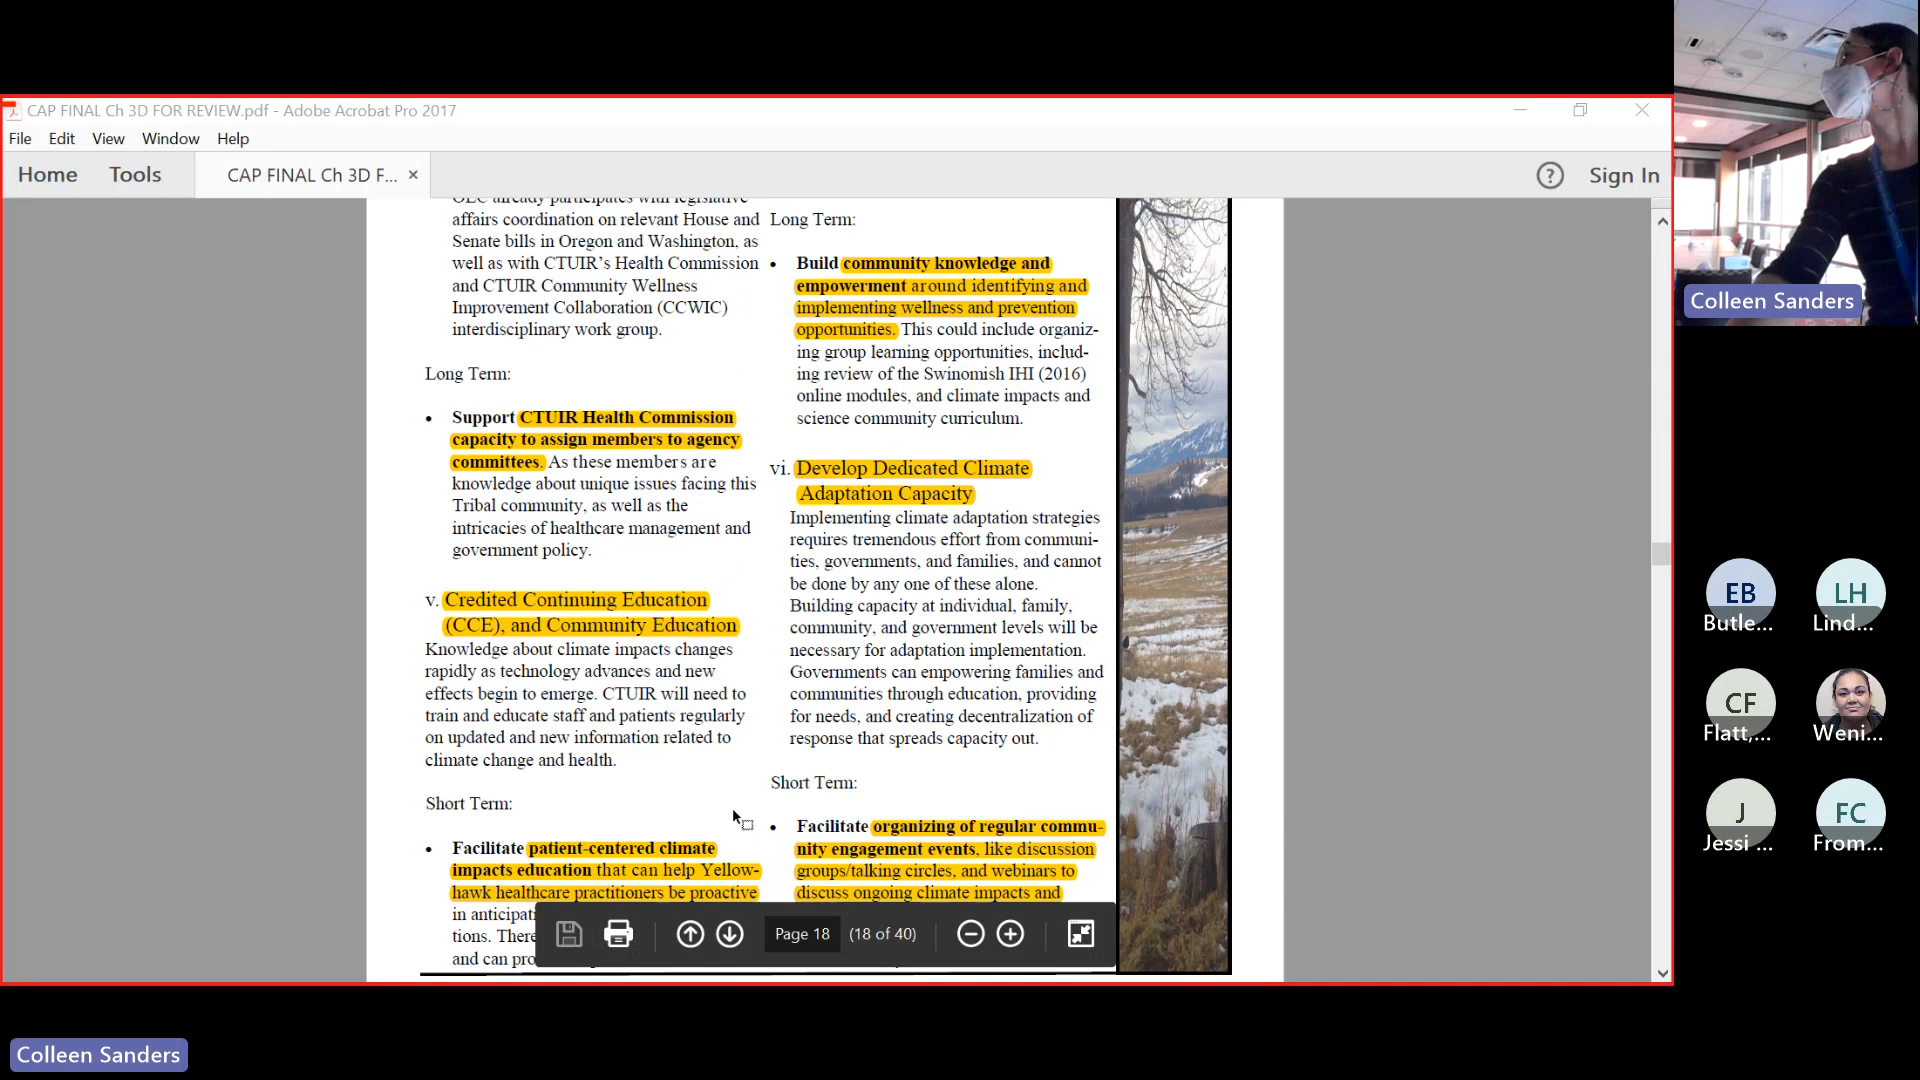 CAP FINAL Ch 3D FOR REVIEW.pdf - Adobe Acrobat Pro 2017
File Edit View Window Help
Home Tools CAP FINAL Ch 3D F... × ? Sign In
OEC already participates with legislative
affairs coordination on relevant House and
Senate bills in Oregon and Washington, as
well as with CTUIR's Health Commission
and CTUIR Community Wellness
Improvement Collaboration (CCWIC)
interdisciplinary work group.
Long Term:
• Support CTUIR Health Commission
capacity to assign members to agency
committees. As these members are
knowledge about unique issues facing this
Tribal community, as well as the
intricacies of healthcare management and
government policy.
v. Credited Continuing Education
(CCE), and Community Education
Knowledge about climate impacts changes
rapidly as technology advances and new
effects begin to emerge. CTUIR will need to
train and educate staff and patients regularly
on updated and new information related to
climate change and health.
Short Term:
• Facilitate patient-centered climate
impacts education that can help Yellow-
hawk healthcare practitioners be proactive
in anticipati
tions. There
and can pro
Long Term:
• Build community knowledge and
empowerment around identifying and
implementing wellness and prevention
opportunities. This could include organiz-
ing group learning opportunities, includ-
ing review of the Swinomish IHI (2016)
online modules, and climate impacts and
science community curriculum.
vi. Develop Dedicated Climate
Adaptation Capacity
Implementing climate adaptation strategies
requires tremendous effort from communi-
ties, governments, and families, and cannot
be done by any one of these alone.
Building capacity at individual, family,
community, and government levels will be
necessary for adaptation implementation.
Governments can empowering families and
communities through education, providing
for needs, and creating decentralization of
response that spreads capacity out.
Short Term:
• Facilitate organizing of regular commu-
nity engagement events, like discussion
groups/talking circles, and webinars to
discuss ongoing climate impacts and
Page 18 (18 of 40)
Colleen Sanders
EB LH
Butle... Lind...
CF
Flatt,... Weni...
J FC
Jessi ... From...
Colleen Sanders